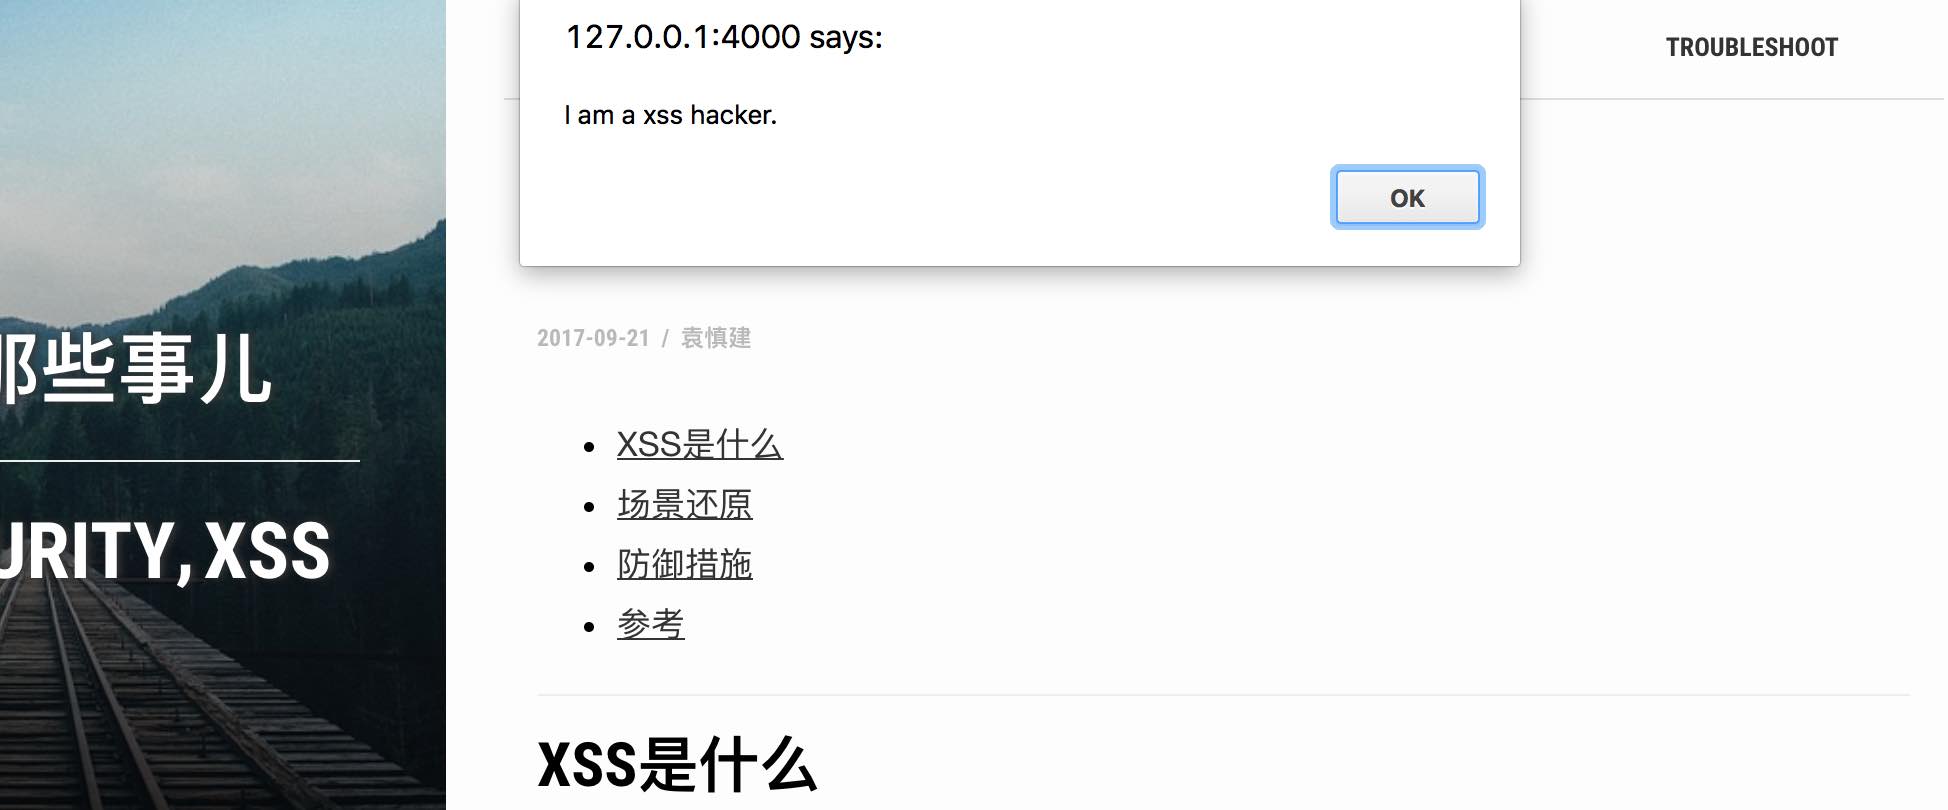 127.0.0.1:4000 says:
I am a xss hacker.
OK
TROUBLESHOOT
那些事儿
URITY, XSS
2017-09-21 / 袁慎建
XSS是什么
场景还原
防御措施
参考
XSS是什么